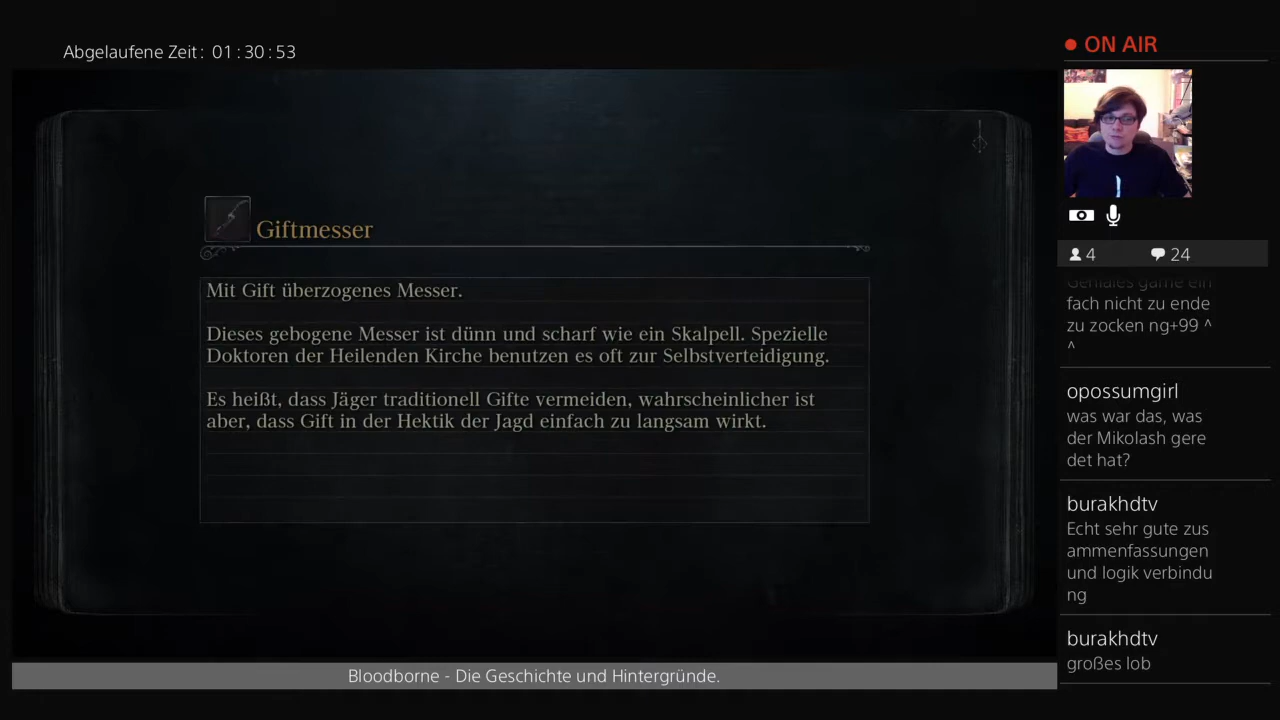 Abgelaufene Zeit: 01:30:53
ON AIR
4 24
Giftmesser
Mit Gift überzogenes Messer.
Dieses gebogene Messer ist dünn und scharf wie ein Skalpell. Spezielle
Doktoren der Heilenden Kirche benutzen es oft zur Selbstverteidigung.
Es heißt, dass Jäger traditionell Gifte vermeiden, wahrscheinlicher ist
aber, dass Gift in der Hektik der Jagd einfach zu langsam wirkt.
Geniales game ein
fach nicht zu ende
zu zocken ng+99 ^
^
opossumgirl
was war das, was
der Mikolash gere
det hat?
burakhdtv
Echt sehr gute zus
ammenfassungen
und logik verbindu
ng
burakhdtv
großes lob
Bloodborne - Die Geschichte und Hintergründe.